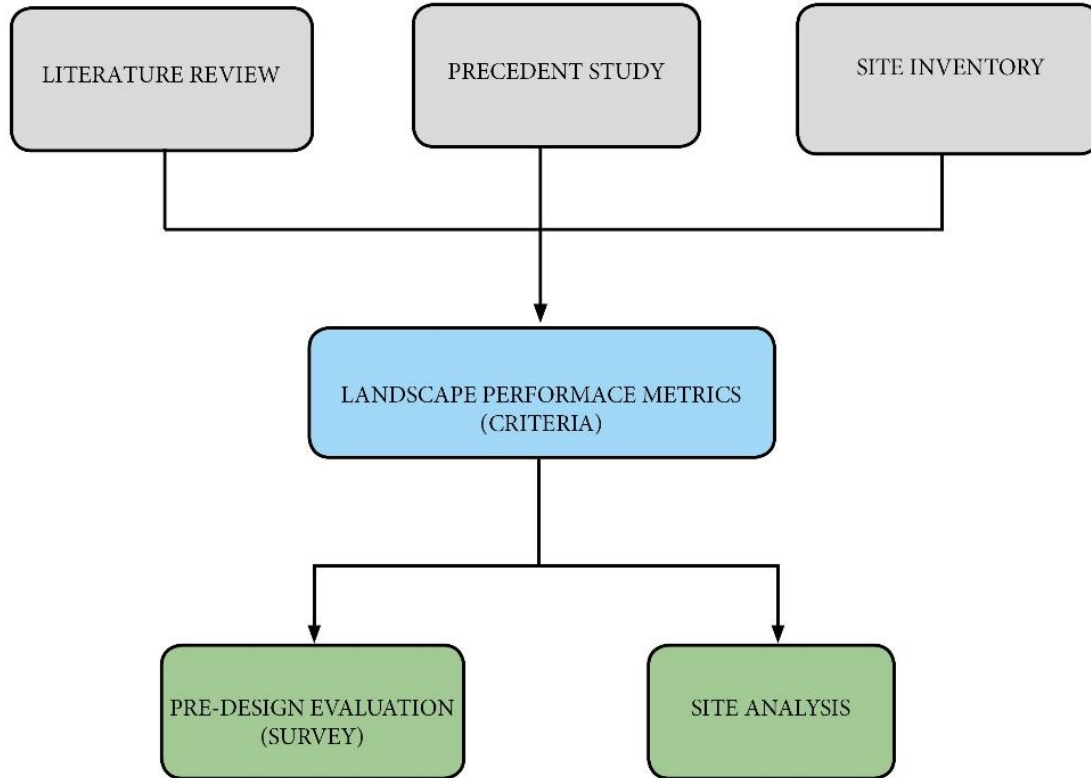 LITERATURE REVIEW
PRECEDENT STUDY
SITE INVENTORY
LANDSCAPE PERFORMACE METRICS
(CRITERIA)
PRE-DESIGN EVALUATION
(SURVEY)
SITE ANALYSIS